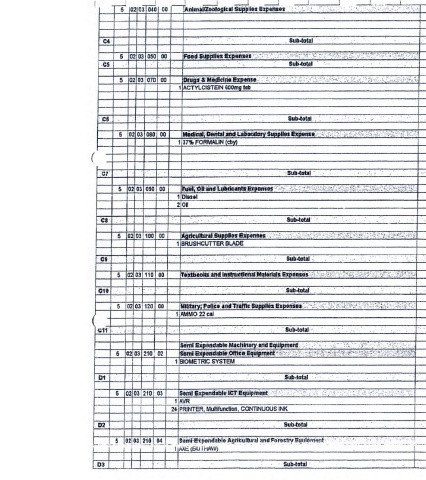 5 02 03 040 00 Animal/Zoological Supplies Expenses
C4 Sub-total
5 02 03 050 00 Food Supplies Expenses
C5 Sub-total
5 02 03 070 00 Drugs & Medicine Expense
1 ACTYLCISTEIN 600mg tab
C6 Sub-total
5 02 03 080 00 Medical, Dental and Laboratory Supplies Expense
1 37% FORMALIN (cby)
C7 Sub-total
5 02 03 090 00 Fuel, Oil and Lubricants Expenses
1 Diesel
2 Oil
C8 Sub-total
5 02 03 100 00 Agricultural Supplies Expenses
1 BRUSHCUTTER BLADE
C9 Sub-total
5 02 03 110 00 Textbooks and Instructional Materials Expenses
C10 Sub-total
5 02 03 120 00 Military, Police and Traffic Supplies Expenses
1 AMMO 22 cal
C11 Sub-total
Semi Expendable Machinery and Equipment
5 02 03 210 02 Semi Expendable Office Equipment
1 BIOMETRIC SYSTEM
D1 Sub-total
5 02 03 210 03 Semi Expendable ICT Equipment
1 AVR
24 PRINTER, Multifunction, CONTINUOUS INK
D2 Sub-total
5 02 03 210 04 Semi Expendable Agricultural and Forestry Equipment
1 AXE
D3 Sub-total